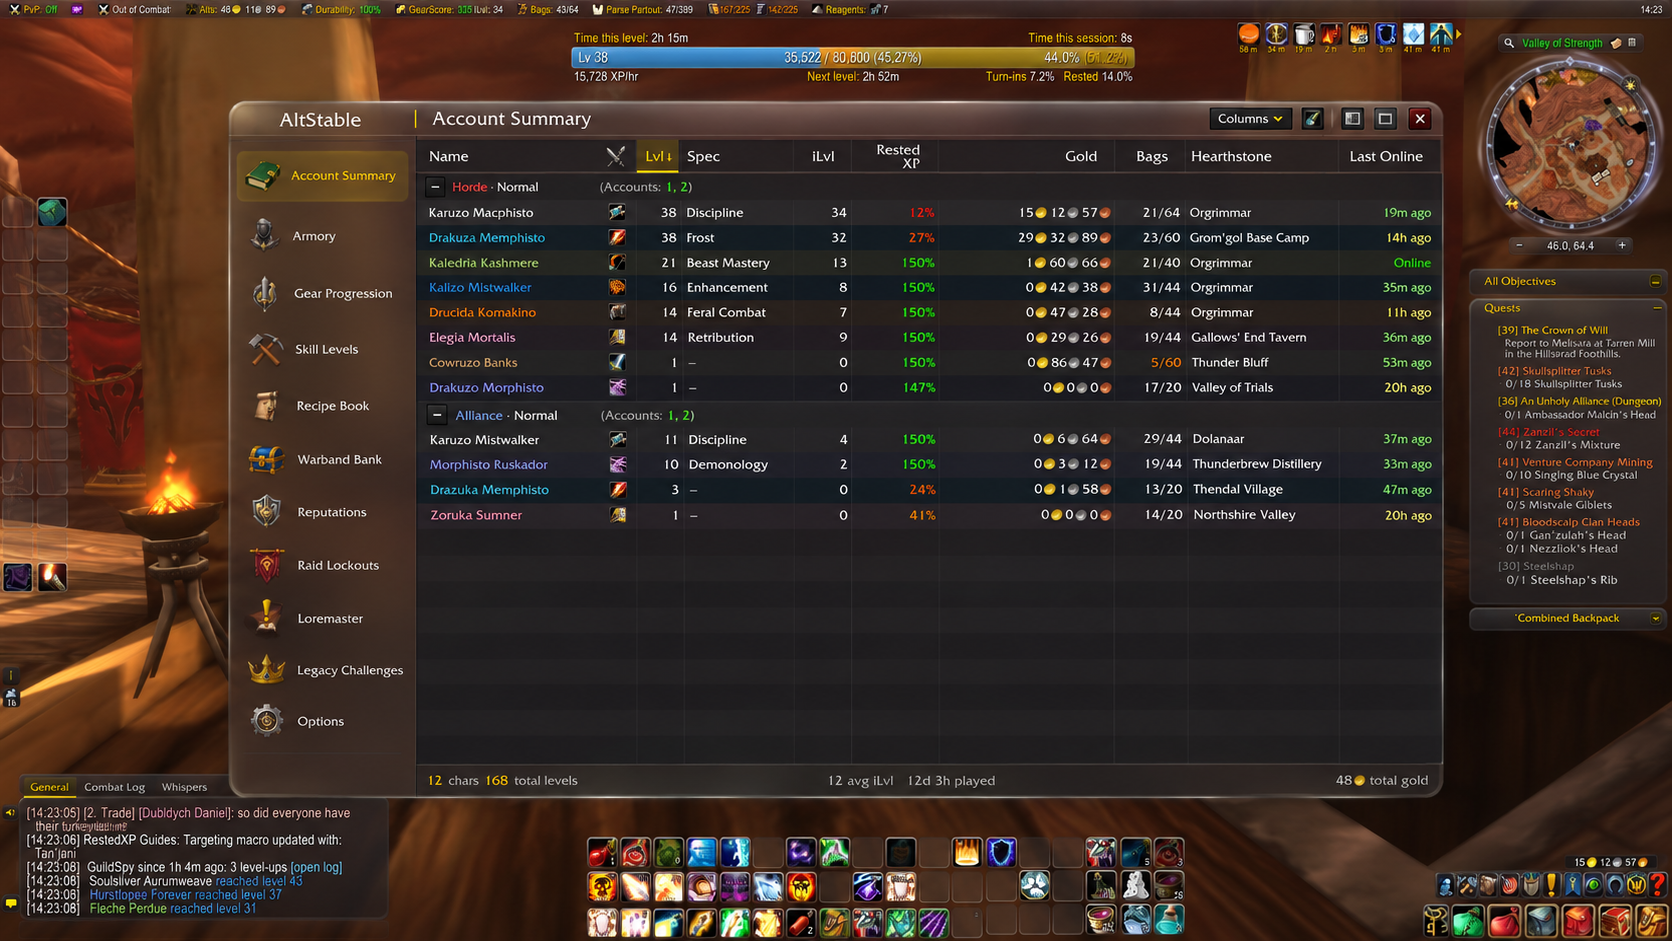 PvP: Off
Out of Combat
Alts: 48 11 89
Durability: 100%
GearScore: 335 iLvl: 34
Bags: 43/64
Parse Partout: 47/389
167/225
142/225
Reagents: 7
14:23
Time this level: 2h 15m
Time this session: 8s
Lv 38
35,522 / 80,800 (45,27%)
44.0%
15,728 XP/hr
Next level: 2h 52m
Turn-ins 7.2% Rested 14.0%
58 m
34 m
19 m
2 h
3 m
3 m
41 m
41 m
Valley of Strength
46.0, 64.4
AltStable
Account Summary
Columns
Account Summary
Armory
Gear Progression
Skill Levels
Recipe Book
Warband Bank
Reputations
Raid Lockouts
Loremaster
Legacy Challenges
Options
Name Lvl↓ Spec iLvl Rested XP Gold Bags Hearthstone Last Online
Horde · Normal (Accounts: 1, 2)
Karuzo Macphisto 38 Discipline 34 12% 15 12 57 21/64 Orgrimmar 19m ago
Drakuza Memphisto 38 Frost 32 27% 29 32 89 23/60 Grom'gol Base Camp 14h ago
Kaledria Kashmere 21 Beast Mastery 13 150% 1 60 66 21/40 Orgrimmar Online
Kalizo Mistwalker 16 Enhancement 8 150% 0 42 38 31/44 Orgrimmar 35m ago
Drucida Komakino 14 Feral Combat 7 150% 0 47 28 8/44 Orgrimmar 11h ago
Elegia Mortalis 14 Retribution 9 150% 0 29 26 19/44 Gallows' End Tavern 36m ago
Cowruzo Banks 1 – 0 150% 0 86 47 5/60 Thunder Bluff 53m ago
Drakuzo Morphisto 1 – 0 147% 0 0 0 17/20 Valley of Trials 20h ago
Alliance · Normal (Accounts: 1, 2)
Karuzo Mistwalker 11 Discipline 4 150% 0 6 64 29/44 Dolanaar 37m ago
Morphisto Ruskador 10 Demonology 2 150% 0 3 12 19/44 Thunderbrew Distillery 33m ago
Drazuka Memphisto 3 – 0 24% 0 1 58 13/20 Thendal Village 47m ago
Zoruka Sumner 1 – 0 41% 0 0 0 14/20 Northshire Valley 20h ago
12 chars 168 total levels
12 avg iLvl 12d 3h played
48 total gold
All Objectives
Quests
[39] The Crown of Will
Report to Melisara at Tarren Mill
in the Hillsbrad Foothills.
[42] Skullsplitter Tusks
0/18 Skullsplitter Tusks
[36] An Unholy Alliance (Dungeon)
0/1 Ambassador Malcin's Head
[44] Zanzil's Secret
0/12 Zanzil's Mixture
[41] Venture Company Mining
0/10 Singing Blue Crystal
[41] Scaring Shaky
0/5 Mistvale Giblets
[41] Bloodscalp Clan Heads
0/1 Gan'zulah's Head
0/1 Nezzliok's Head
[30] Steelshap
0/1 Steelshap's Rib
'Combined Backpack
General
Combat Log
Whispers
[14:23:05] [2. Trade] [Dubidych Daniel]: so did everyone have
their
[14:23:06] RestedXP Guides: Targeting macro updated with:
Tan'jani
[14:23:08] GuildSpy since 1h 4m ago: 3 level-ups [open log]
[14:23:08] Soulsliver Aurumweave reached level 43
[14:23:08] Hurstlopee Forever reached level 37
[14:23:08] Fleche Perdue reached level 31
15 12 57